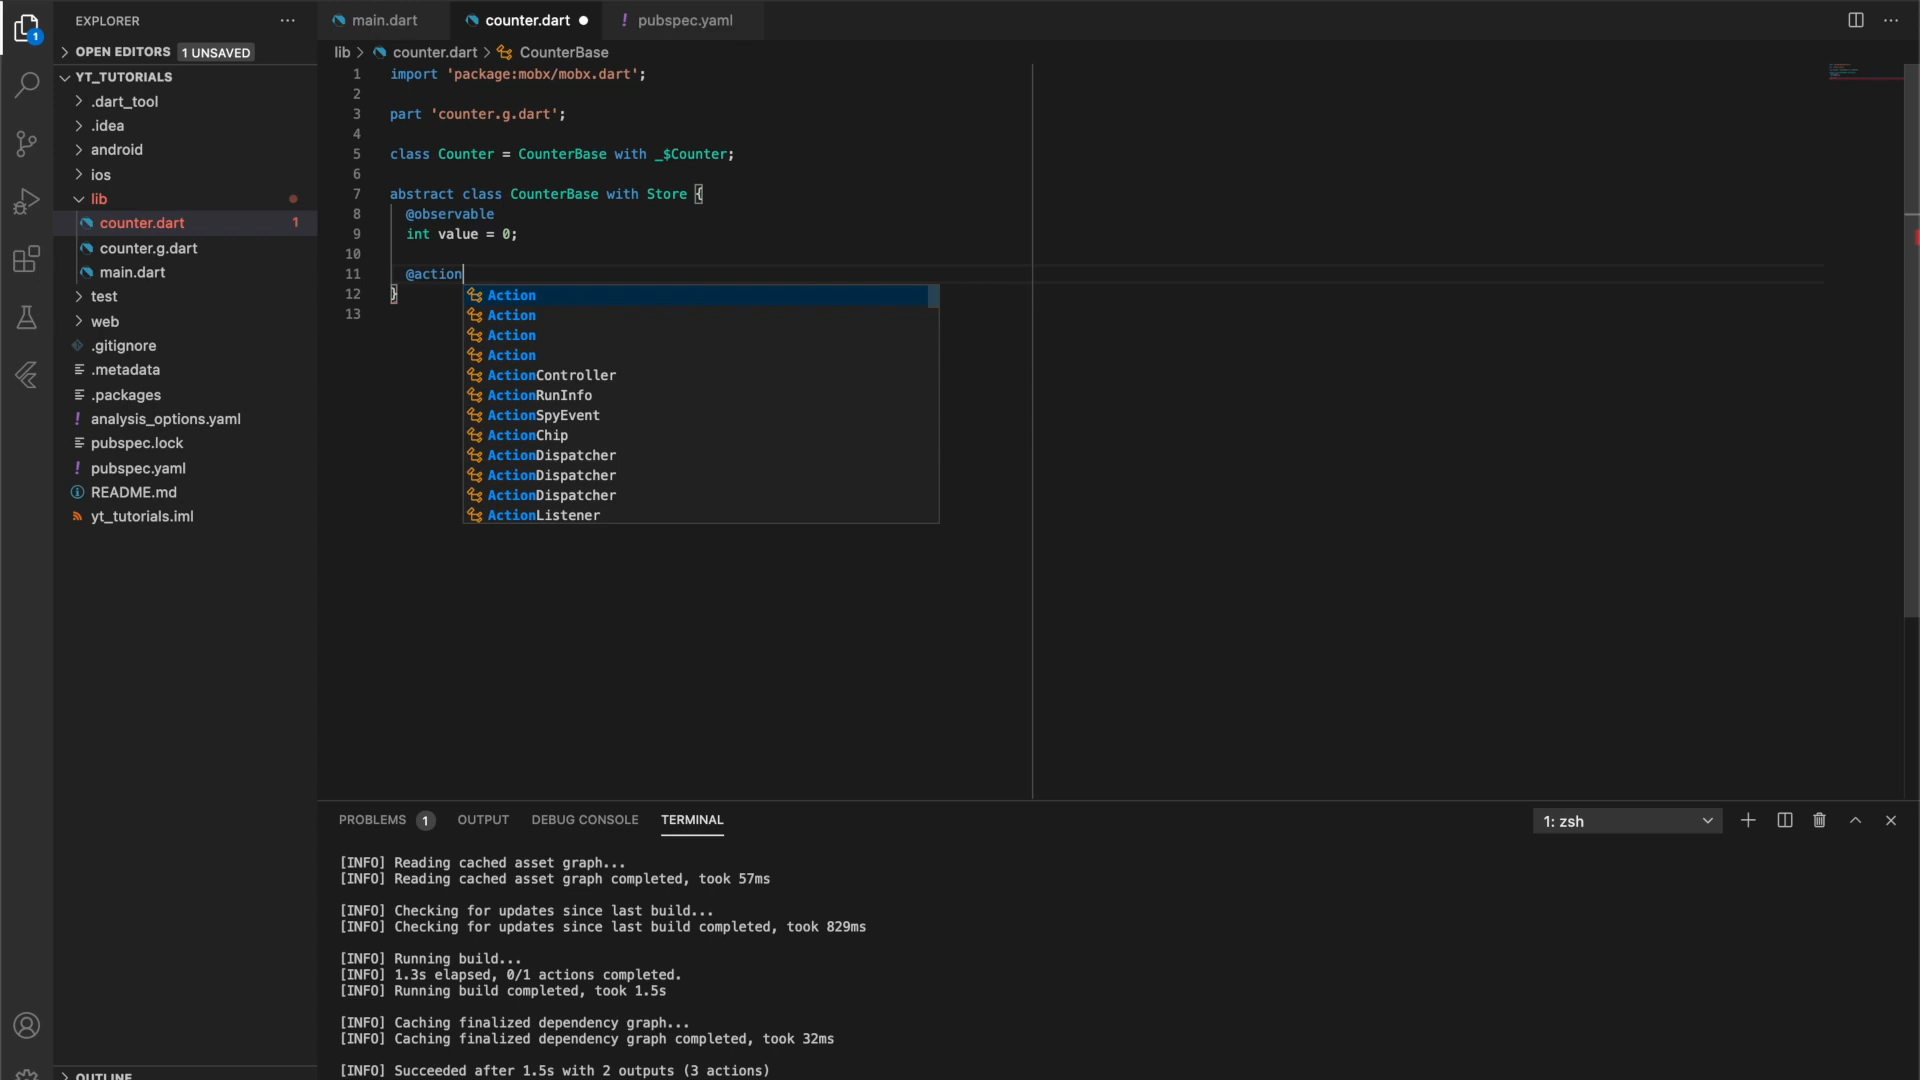 EXPLORER
OPEN EDITORS 1 UNSAVED
YT_TUTORIALS
.dart_tool
.idea
android
ios
lib
counter.dart 1
counter.g.dart
main.dart
test
web
.gitignore
.metadata
.packages
analysis_options.yaml
pubspec.lock
pubspec.yaml
README.md
yt_tutorials.iml
OUTLINE
1
main.dart counter.dart pubspec.yaml
lib > counter.dart > CounterBase
1 import 'package:mobx/mobx.dart';
2
3 part 'counter.g.dart';
4
5 class Counter = CounterBase with _$Counter;
6
7 abstract class CounterBase with Store {
8 @observable
9 int value = 0;
10
11 @action
12 }
13
Action
Action
Action
Action
ActionController
ActionRunInfo
ActionSpyEvent
ActionChip
ActionDispatcher
ActionDispatcher
ActionDispatcher
ActionListener
PROBLEMS 1 OUTPUT DEBUG CONSOLE TERMINAL 1: zsh
[INFO] Reading cached asset graph...
[INFO] Reading cached asset graph completed, took 57ms
[INFO] Checking for updates since last build...
[INFO] Checking for updates since last build completed, took 829ms
[INFO] Running build...
[INFO] 1.3s elapsed, 0/1 actions completed.
[INFO] Running build completed, took 1.5s
[INFO] Caching finalized dependency graph...
[INFO] Caching finalized dependency graph completed, took 32ms
[INFO] Succeeded after 1.5s with 2 outputs (3 actions)